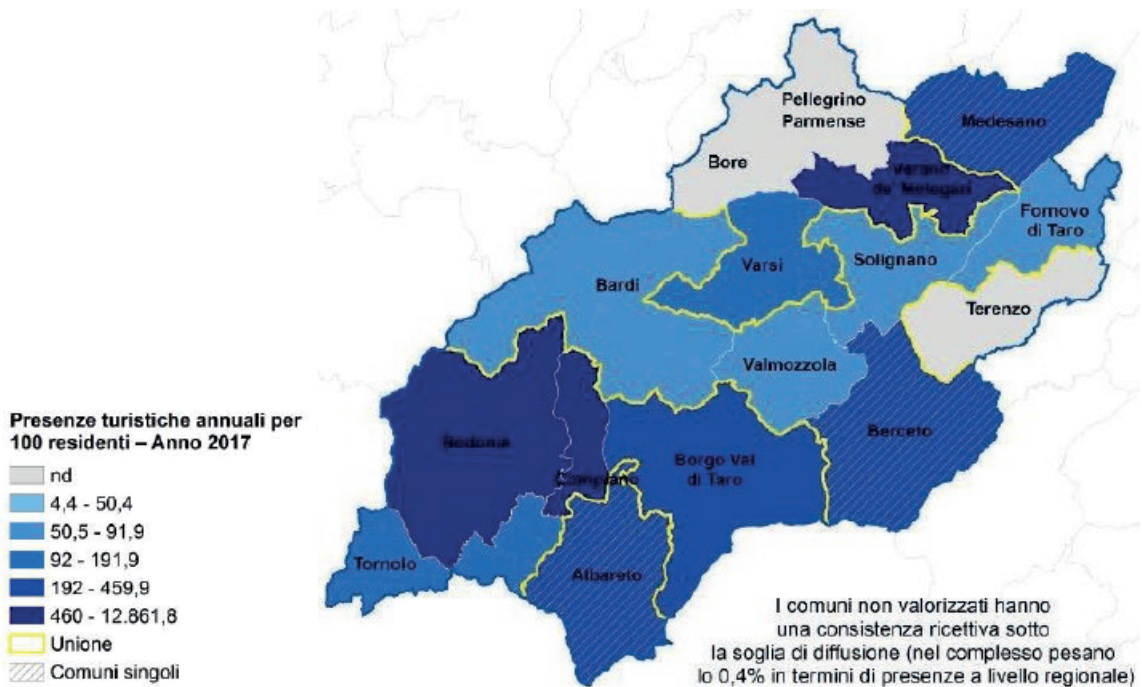 Pellegrino
Parmense
Medesano
Bore
Varano
de' Melegari
Fornovo
di Taro
Solignano
Varsi
Bardi
Terenzo
Valmozzola
Berceto
Bedonia
Compiano
Borgo Val
di Taro
Tornolo
Albareto
Presenze turistiche annuali per
100 residenti – Anno 2017
nd
4,4 - 50,4
50,5 - 91,9
92 - 191,9
192 - 459,9
460 - 12.861,8
Unione
Comuni singoli
I comuni non valorizzati hanno
una consistenza ricettiva sotto
la soglia di diffusione (nel complesso pesano
lo 0,4% in termini di presenze a livello regionale)